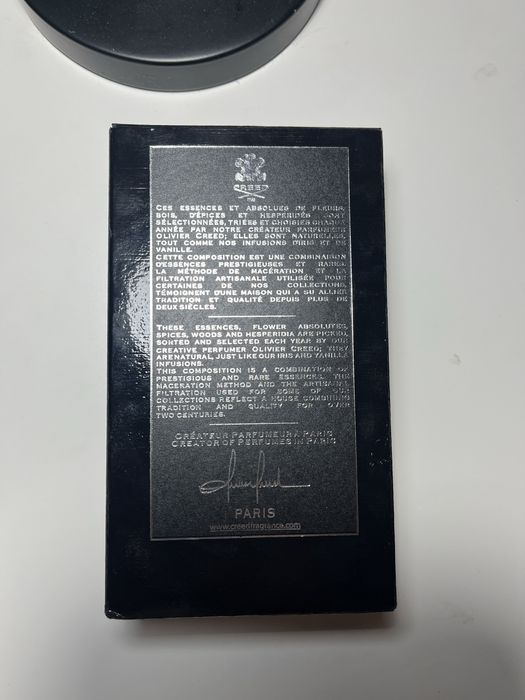 CREED
CES ESSENCES ET ABSOLUES DE FLEURS,
BOIS, D'ÉPICES ET HESPERIDÉS SONT
SÉLECTIONNÉES, TRIÉES ET CHOISIES CHAQUE
ANNÉE PAR NOTRE CRÉATEUR PARFUMEUR
OLIVIER CREED; ELLES SONT NATURELLES,
TOUT COMME NOS INFUSIONS D'IRIS ET DE
VANILLE.
CETTE COMPOSITION EST UNE COMBINAISON
D'ESSENCES PRESTIGIEUSES ET RARES.
LA MÉTHODE DE MACÉRATION ET LA
FILTRATION ARTISANALE UTILISÉE POUR
CERTAINES DE NOS COLLECTIONS,
TÉMOIGNENT D'UNE MAISON QUI A SU ALLIER
TRADITION ET QUALITÉ DEPUIS PLUS DE
DEUX SIÈCLES.
THESE ESSENCES, FLOWER ABSOLUTES,
SPICES, WOODS AND HESPERIDIA ARE PICKED,
SORTED AND SELECTED EACH YEAR BY OUR
CREATIVE PERFUMER OLIVIER CREED; THEY
ARENATURAL, JUST LIKE OUR IRIS AND VANILLA
INFUSIONS.
THIS COMPOSITION IS A COMBINATION OF
PRESTIGIOUS AND RARE ESSENCES. THE
MACERATION METHOD AND THE ARTISANAL
FILTRATION USED FOR SOME OF OUR
COLLECTIONS REFLECT A HOUSE COMBINING
TRADITION AND QUALITY FOR OVER
TWO CENTURIES.
CRÉATEUR PARFUMEUR À PARIS
CREATOR OF PERFUMES IN PARIS
PARIS
www.creedfragrance.com